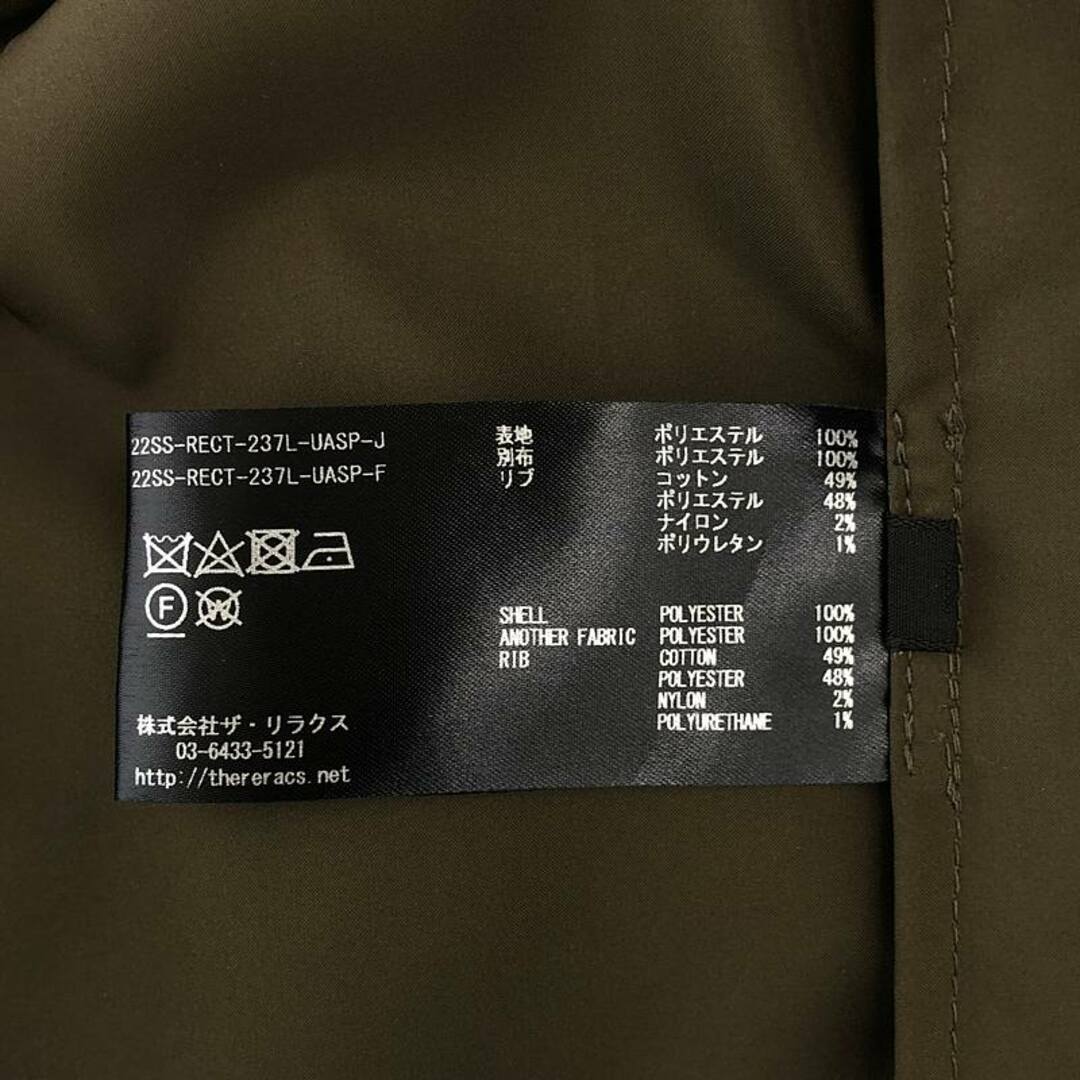 22SS-RECT-237L-UASP-J
22SS-RECT-237L-UASP-F
F
W
株式会社ザ・リラクス
03-6433-5121
http://thereracs.net
表地 ポリエステル 100%
別布 ポリエステル 100%
リブ コットン 49%
ポリエステル 48%
ナイロン 2%
ポリウレタン 1%
SHELL POLYESTER 100%
ANOTHER FABRIC POLYESTER 100%
RIB COTTON 49%
POLYESTER 48%
NYLON 2%
POLYURETHANE 1%